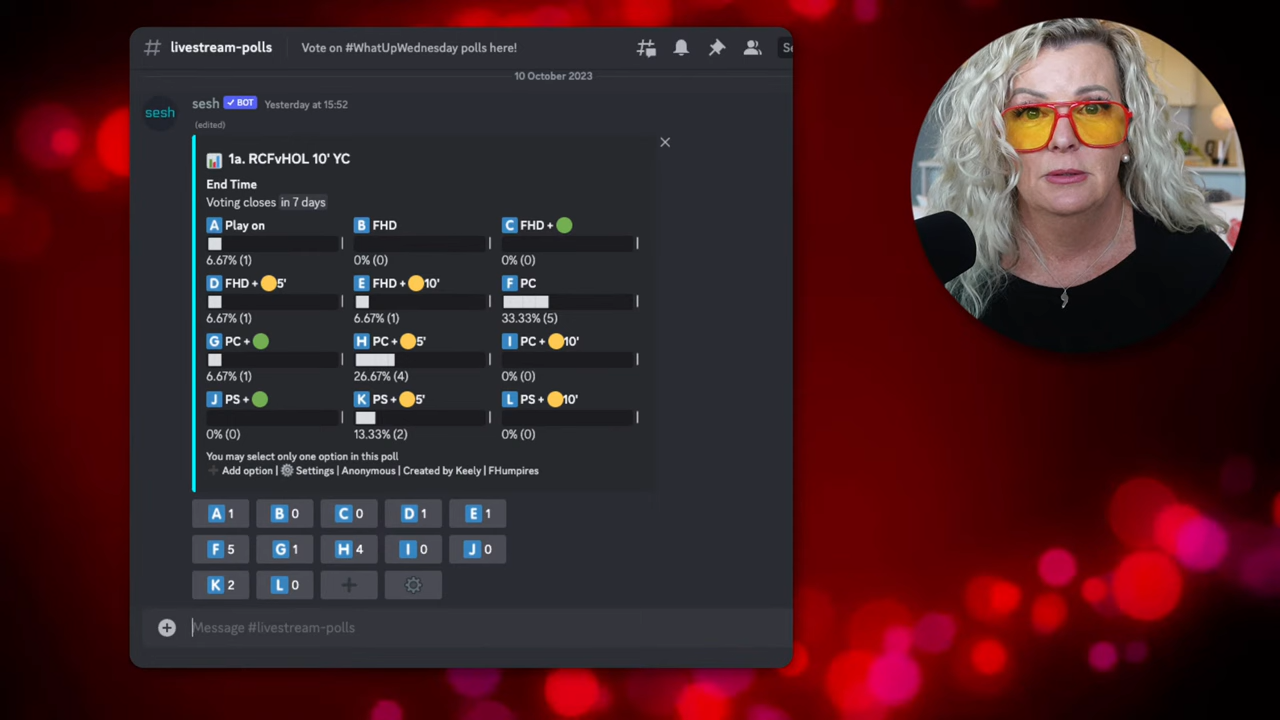 # livestream-polls | Vote on #WhatUpWednesday polls here! Se
10 October 2023
sesh
sesh ✓ BOT Yesterday at 15:52
(edited)
1a. RCFvHOL 10' YC
End Time
Voting closes in 7 days
A Play on B FHD C FHD + 🟢
6.67% (1) 0% (0) 0% (0)
D FHD + 🟡5' E FHD + 🟡10' F PC
6.67% (1) 6.67% (1) 33.33% (5)
G PC + 🟢 H PC + 🟡5' I PC + 🟡10'
6.67% (1) 26.67% (4) 0% (0)
J PS + 🟢 K PS + 🟡5' L PS + 🟡10'
0% (0) 13.33% (2) 0% (0)
You may select only one option in this poll
+ Add option | ⚙ Settings | Anonymous | Created by Keely | FHumpires
A 1 B 0 C 0 D 1 E 1
F 5 G 1 H 4 I 0 J 0
K 2 L 0 +
Message #livestream-polls